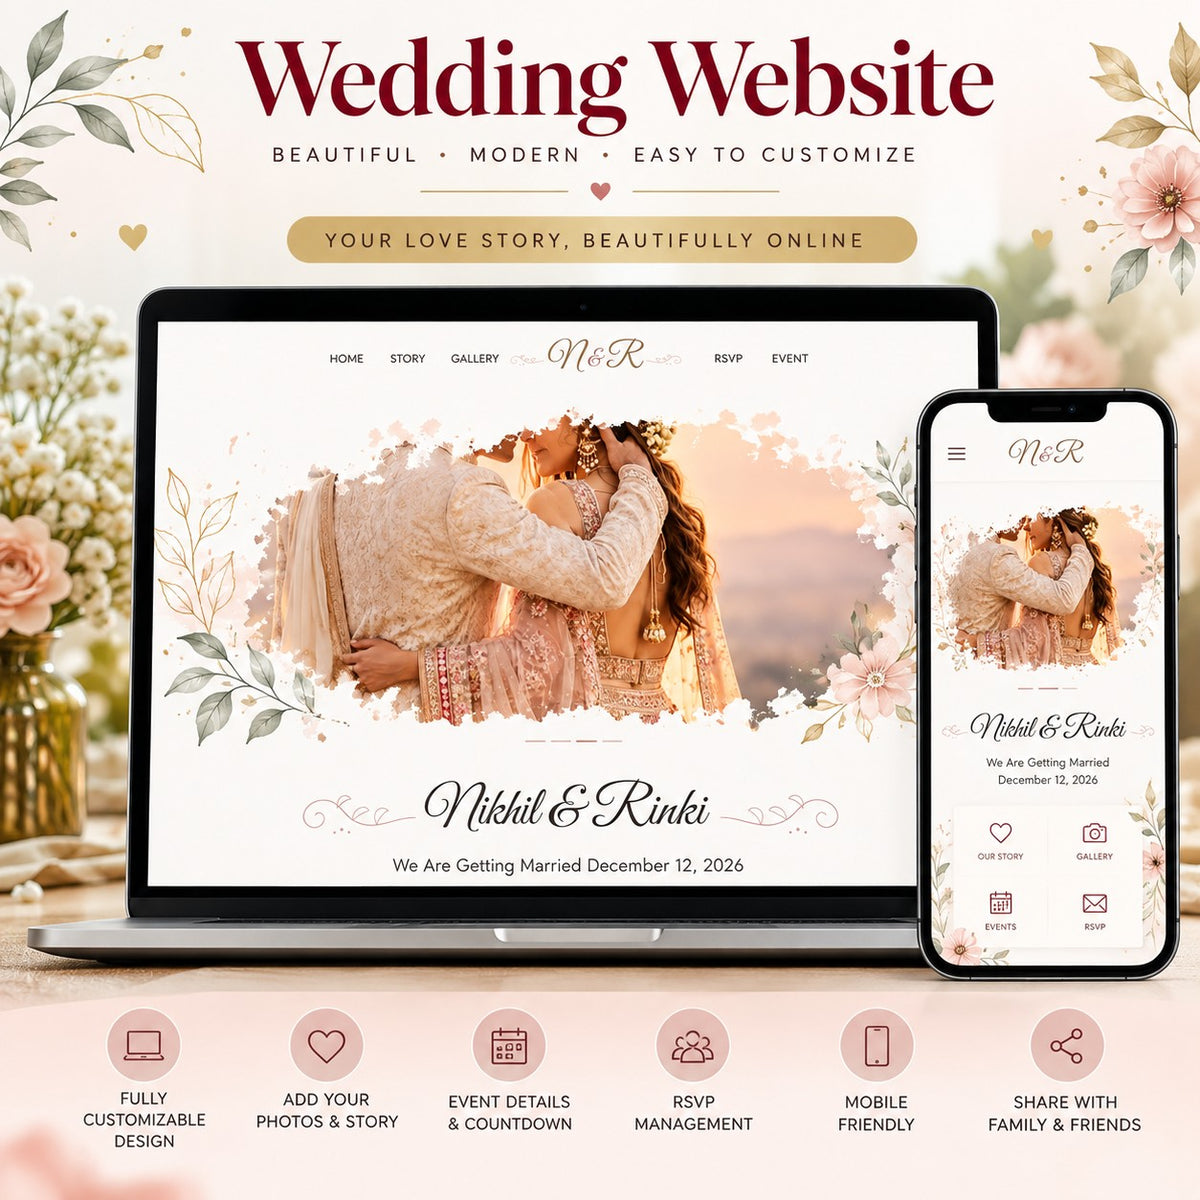 Wedding Website
BEAUTIFUL • MODERN • EASY TO CUSTOMIZE
YOUR LOVE STORY, BEAUTIFULLY ONLINE
HOME STORY GALLERY N&R RSVP EVENT
Nikhil & Rinki
We Are Getting Married December 12, 2026
N&R
Nikhil & Rinki
We Are Getting Married
December 12, 2026
OUR STORY GALLERY
EVENTS RSVP
FULLY
CUSTOMIZABLE
DESIGN
ADD YOUR
PHOTOS & STORY
EVENT DETAILS
& COUNTDOWN
RSVP
MANAGEMENT
MOBILE
FRIENDLY
SHARE WITH
FAMILY & FRIENDS